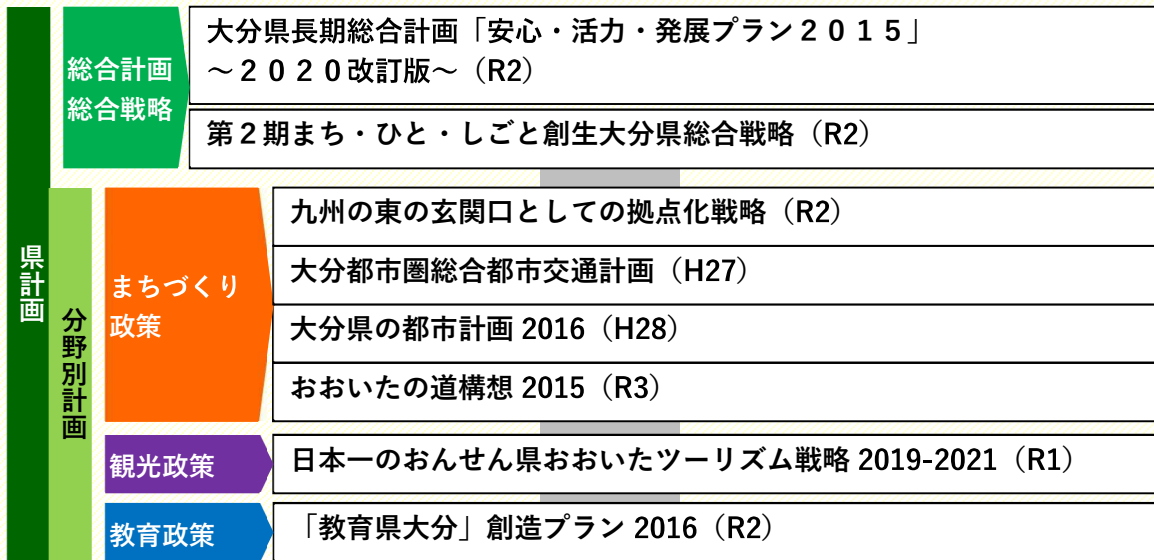 県計画
総合計画
総合戦略
大分県長期総合計画「安心・活力・発展プラン２０１５」
～２０２０改訂版～（R2）
第２期まち・ひと・しごと創生大分県総合戦略（R2）
分野別計画
まちづくり
政策
九州の東の玄関口としての拠点化戦略（R2）
大分都市圏総合都市交通計画（H27）
大分県の都市計画 2016（H28）
おおいたの道構想 2015（R3）
観光政策
日本一のおんせん県おおいたツーリズム戦略 2019-2021（R1）
教育政策
「教育県大分」創造プラン 2016（R2）